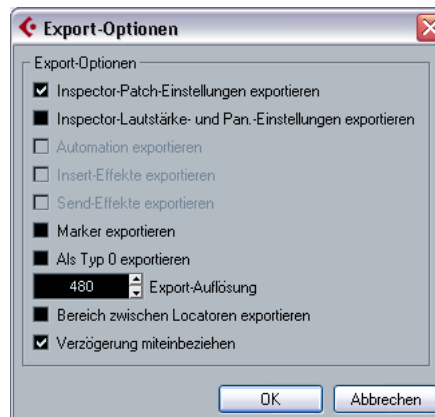 Export-Optionen
Export-Optionen
Inspector-Patch-Einstellungen exportieren
Inspector-Lautstärke- und Pan.-Einstellungen exportieren
Automation exportieren
Insert-Effekte exportieren
Send-Effekte exportieren
Marker exportieren
Als Typ 0 exportieren
480 Export-Auflösung
Bereich zwischen Locatoren exportieren
Verzögerung miteinbeziehen
OK Abbrechen